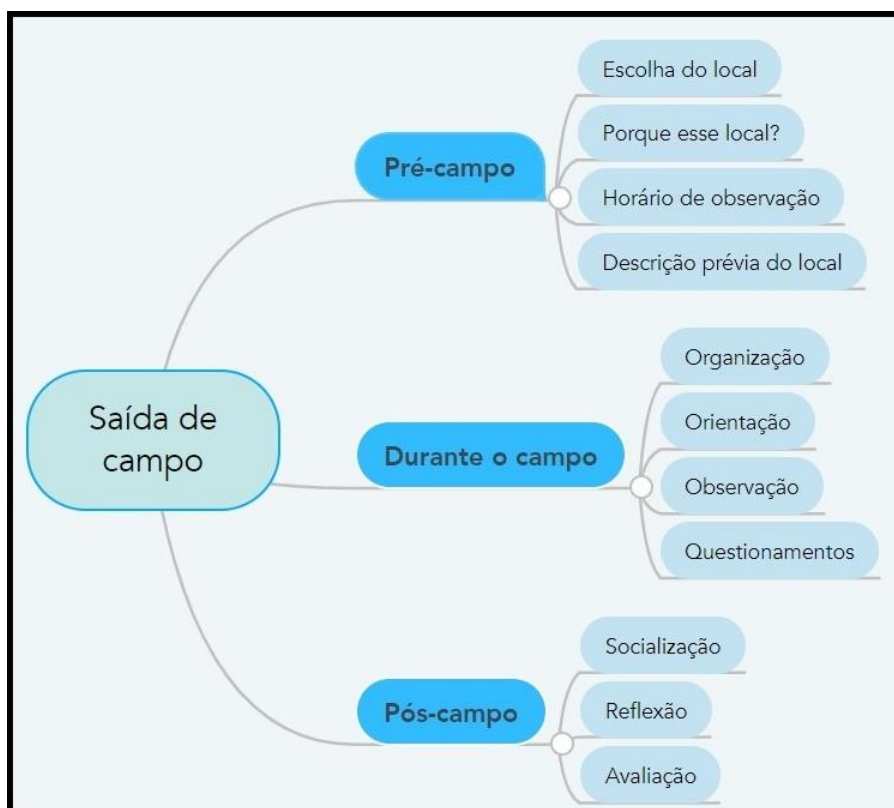 Saída de
campo
Pré-campo
Escolha do local
Porque esse local?
Horário de observação
Descrição prévia do local
Durante o campo
Organização
Orientação
Observação
Questionamentos
Pós-campo
Socialização
Reflexão
Avaliação